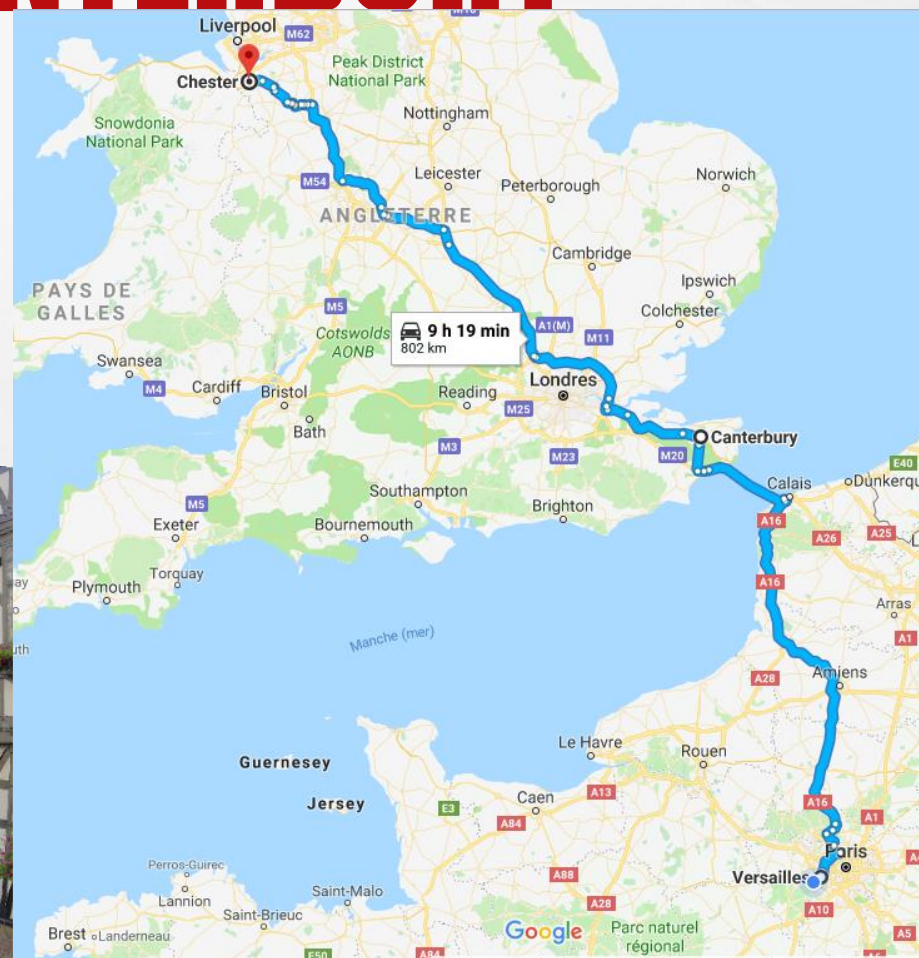 Liverpool
M62
Chester
Peak District
National Park
Nottingham
Snowdonia
National Park
M54
Leicester
Peterborough
Norwich
ANGLETERRE
Cambridge
PAYS DE
GALLES
Ipswich
M5
Colchester
Cotswolds
AONB
9 h 19 min
802 km
A1(M)
M11
Swansea
M4
Cardiff
Bristol
Reading
Londres
M25
Bath
M3
M23
M20
Canterbury
E40
Calais
Dunkerqu
M5
Southampton
Brighton
A16
A26
A25
Exeter
Bournemouth
Torquay
Plymouth
A16
Arras
A1
Manche (mer)
A28
Amiens
Guernesey
Le Havre
Rouen
Jersey
A13
A16
E3
Caen
A84
A1
Paris
Perros-Guirec
Lannion
Saint-Malo
A88
Versailles
A10
Saint-Brieuc
A28
Brest
Landerneau
Google
Parc naturel
régional
A5
E50
A84